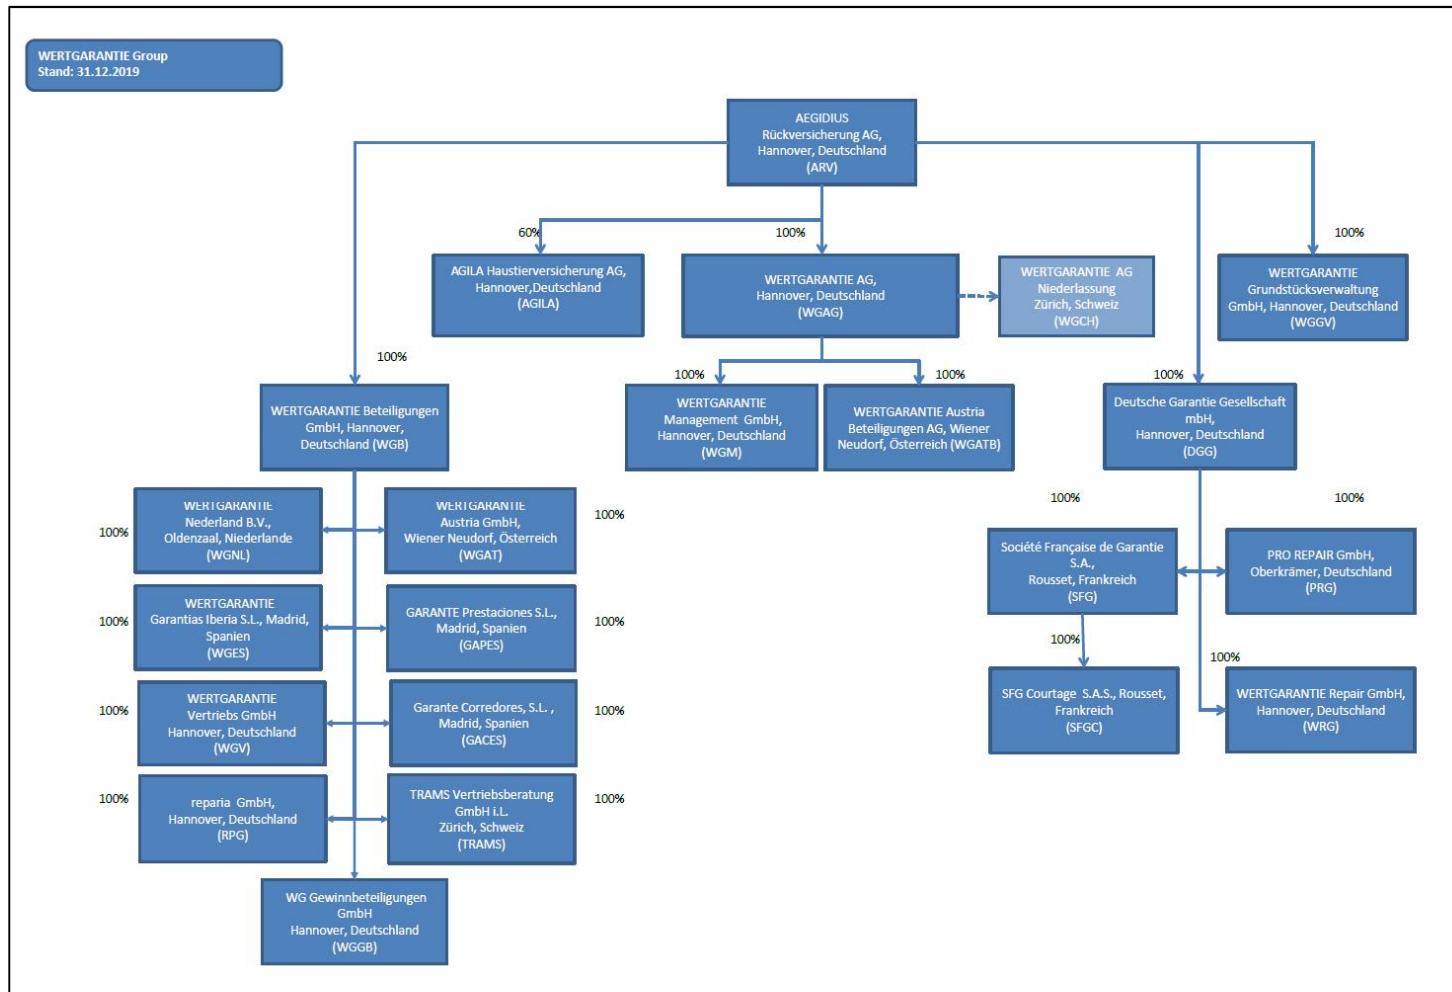 WERTGARANTIE Group
Stand: 31.12.2019
AEGIDIUS
Rückversicherung AG,
Hannover, Deutschland
(ARV)
60%
100%
100%
AGILA Haustierversicherung AG,
Hannover,Deutschland
(AGILA)
WERTGARANTIE AG,
Hannover, Deutschland
(WGAG)
WERTGARANTIE AG
Niederlassung
Zürich, Schweiz
(WGCH)
WERTGARANTIE
Grundstücksverwaltung
GmbH, Hannover, Deutschland
(WGGV)
100%
100%
100%
100%
WERTGARANTIE Beteiligungen
GmbH, Hannover,
Deutschland (WGB)
WERTGARANTIE
Management GmbH,
Hannover, Deutschland
(WGM)
WERTGARANTIE Austria
Beteiligungen AG, Wiener
Neudorf, Österreich (WGATB)
Deutsche Garantie Gesellschaft
mbH,
Hannover, Deutschland
(DGG)
100%
WERTGARANTIE
Nederland B.V.,
Oldenzaal, Niederlande
(WGNL)
WERTGARANTIE
Austria GmbH,
Wiener Neudorf, Österreich
(WGAT)
100%
100%
100%
Société Française de Garantie
S.A.,
Rousset, Frankreich
(SFG)
PRO REPAIR GmbH,
Oberkrämer, Deutschland
(PRG)
100%
WERTGARANTIE
Garantias Iberia S.L., Madrid,
Spanien
(WGES)
GARANTE Prestaciones S.L.,
Madrid, Spanien
(GAPES)
100%
100%
100%
SFG Courtage S.A.S., Rousset,
Frankreich
(SFGC)
WERTGARANTIE Repair GmbH,
Hannover, Deutschland
(WRG)
100%
WERTGARANTIE
Vertriebs GmbH
Hannover, Deutschland
(WGV)
Garante Corredores, S.L. ,
Madrid, Spanien
(GACES)
100%
100%
reparia GmbH,
Hannover, Deutschland
(RPG)
TRAMS Vertriebsberatung
GmbH i.L.
Zürich, Schweiz
(TRAMS)
100%
WG Gewinnbeteiligungen
GmbH
Hannover, Deutschland
(WGGB)